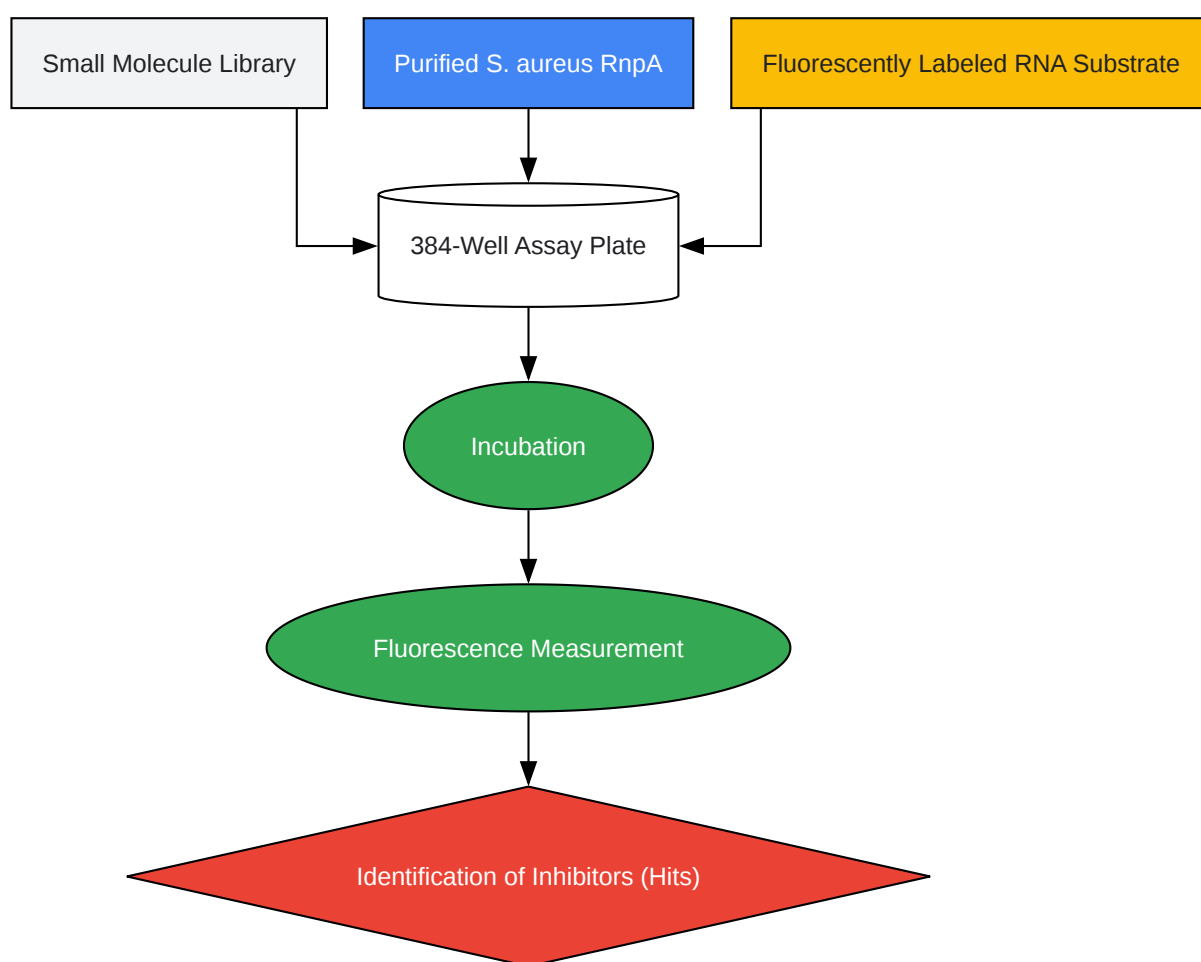 Small Molecule Library
Purified S. aureus RnpA
Fluorescently Labeled RNA Substrate
384-Well Assay Plate
Incubation
Fluorescence Measurement
Identification of Inhibitors (Hits)